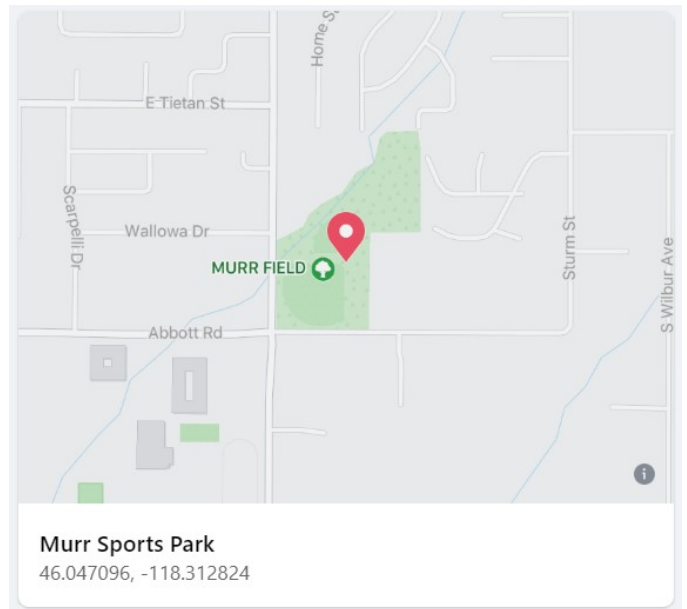 Home S
E Tietan St
Scarpelli Dr
Wallowa Dr
MURR FIELD
Sturm St
S Wilbur Ave
Abbott Rd
i
Murr Sports Park
46.047096, -118.312824